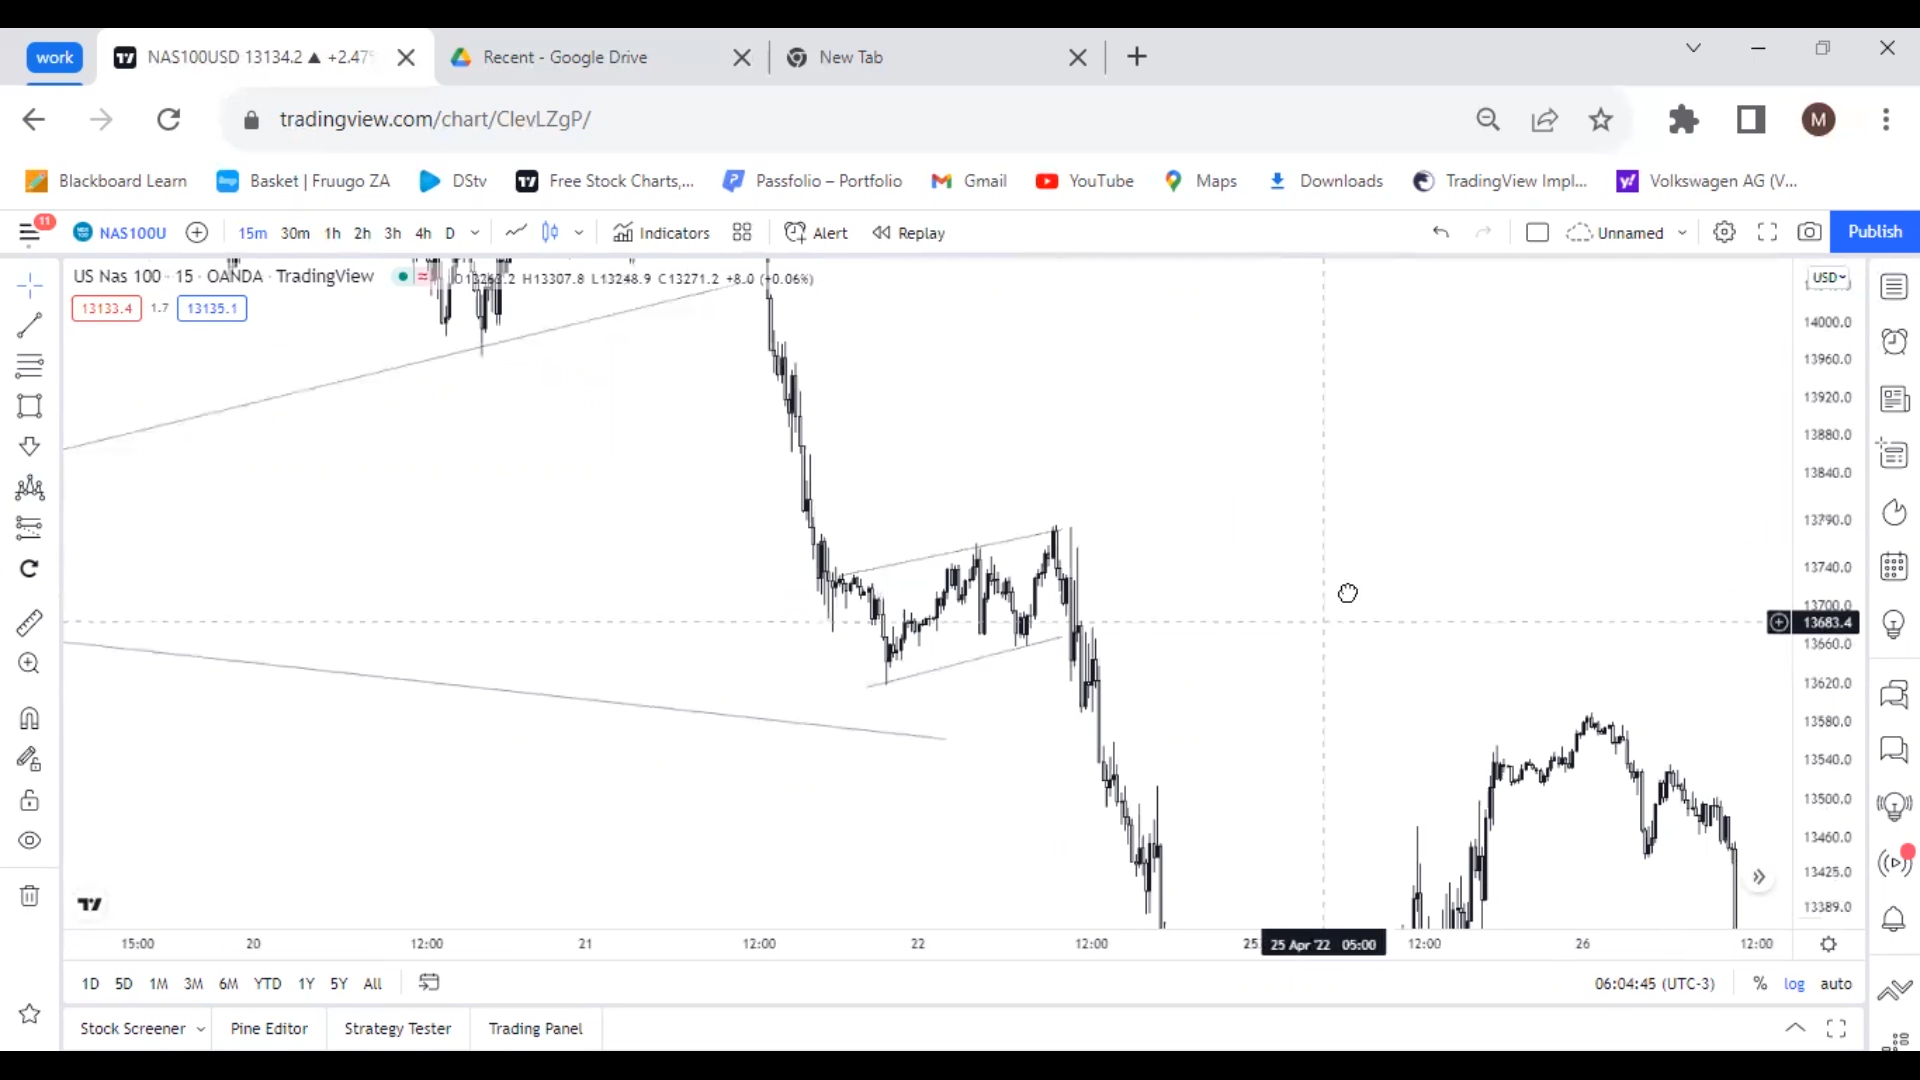 work
NAS100USD 13134.2 ▲ +2.47%
Recent - Google Drive
New Tab
tradingview.com/chart/ClevLZgP/
M
Blackboard Learn
Basket | Fruugo ZA
DStv
Free Stock Charts,...
Passfolio – Portfolio
Gmail
YouTube
Maps
Downloads
TradingView Impl...
Volkswagen AG (V...
11
NAS100U
15m 30m 1h 2h 3h 4h D
Indicators
Alert
Replay
Unnamed
Publish
US Nas 100 · 15 · OANDA · TradingView
H13307.8 L13248.9 C13271.2 +8.0 (+0.06%)
USD
13133.4 1.7 13135.1
14000.0
13960.0
13920.0
13880.0
13840.0
13790.0
13740.0
13700.0
13683.4
13660.0
13620.0
13580.0
13540.0
13500.0
13460.0
13425.0
13389.0
15:00 20 12:00 21 12:00 22 12:00 25 25 Apr '22 05:00 12:00 26 12:00
1D 5D 1M 3M 6M YTD 1Y 5Y All
06:04:45 (UTC-3) % log auto
Stock Screener
Pine Editor
Strategy Tester
Trading Panel